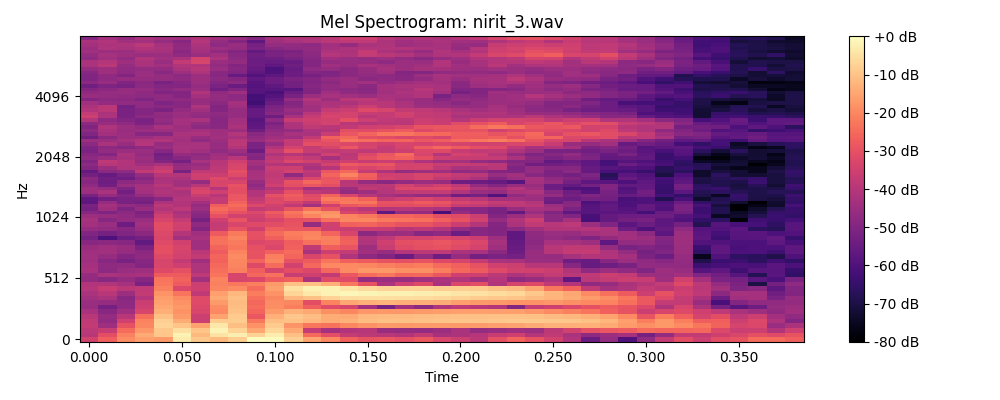 Mel Spectrogram: nirit_3.wav
+0 dB
-10 dB
-20 dB
-30 dB
-40 dB
-50 dB
-60 dB
-70 dB
-80 dB
Hz
4096
2048
1024
512
0
0.000 0.050 0.100 0.150 0.200 0.250 0.300 0.350
Time